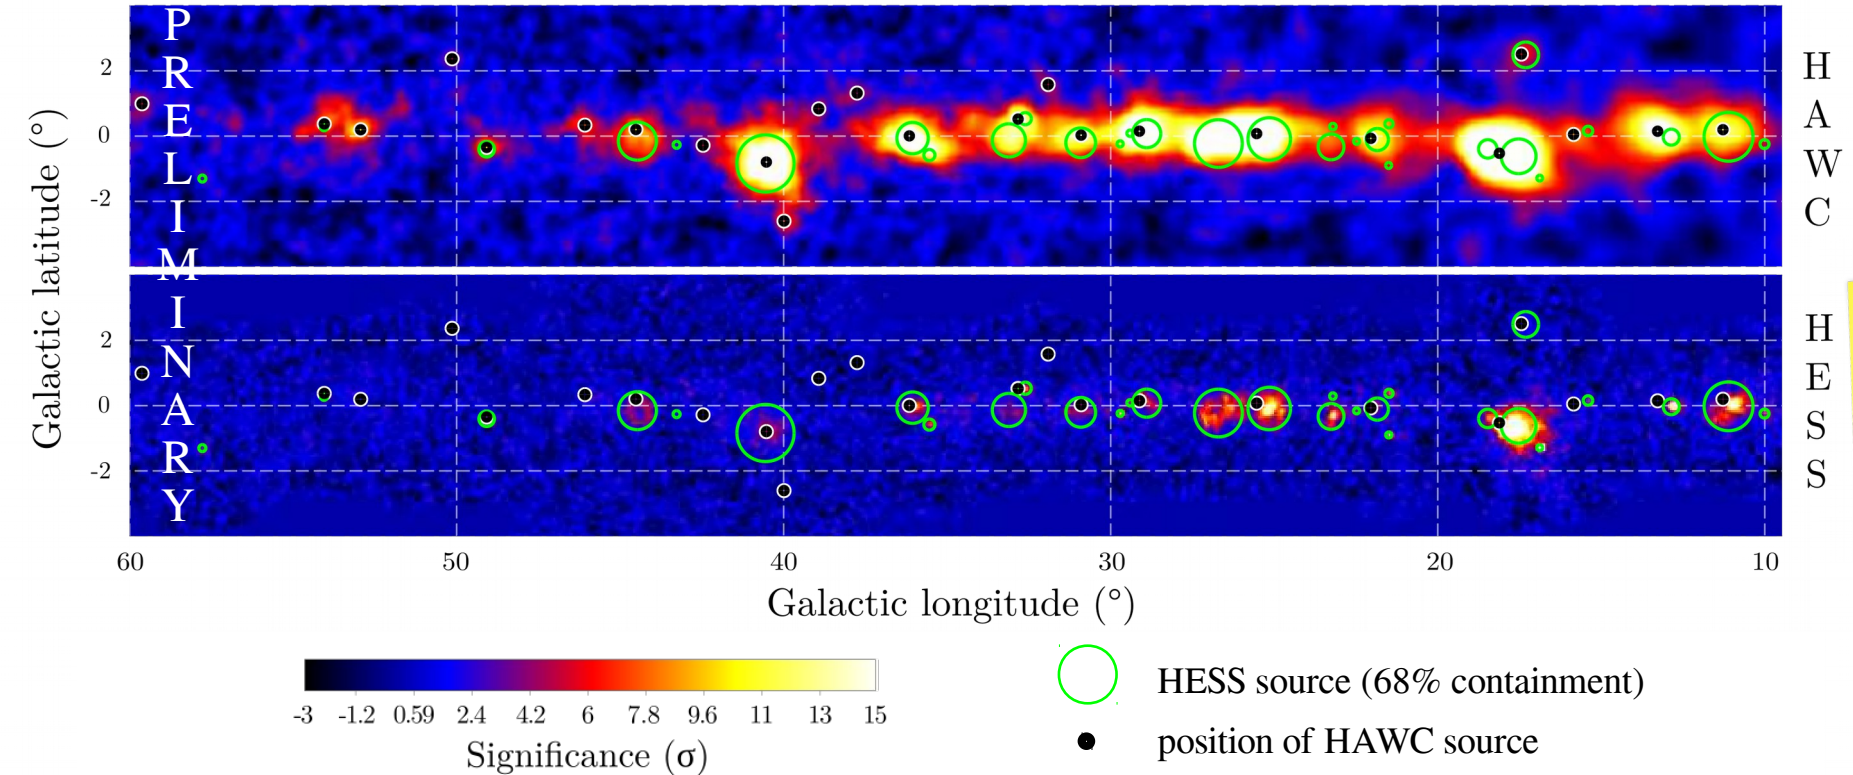 PRELIMINARY
HAWC
HESS
Galactic latitude (°)
2
0
-2
2
0
-2
60 50 40 30 20 10
Galactic longitude (°)
-3 -1.2 0.59 2.4 4.2 6 7.8 9.6 11 13 15
Significance (σ)
HESS source (68% containment)
position of HAWC source